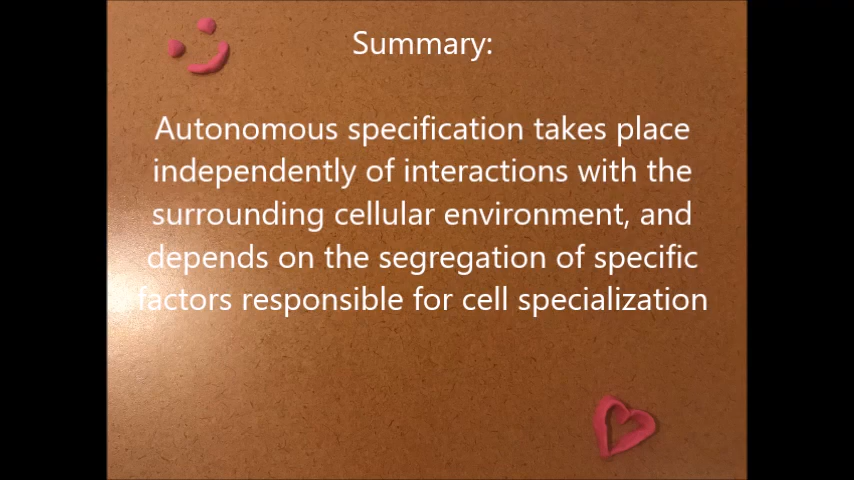 Summary:
Autonomous specification takes place
independently of interactions with the
surrounding cellular environment, and
depends on the segregation of specific
factors responsible for cell specialization